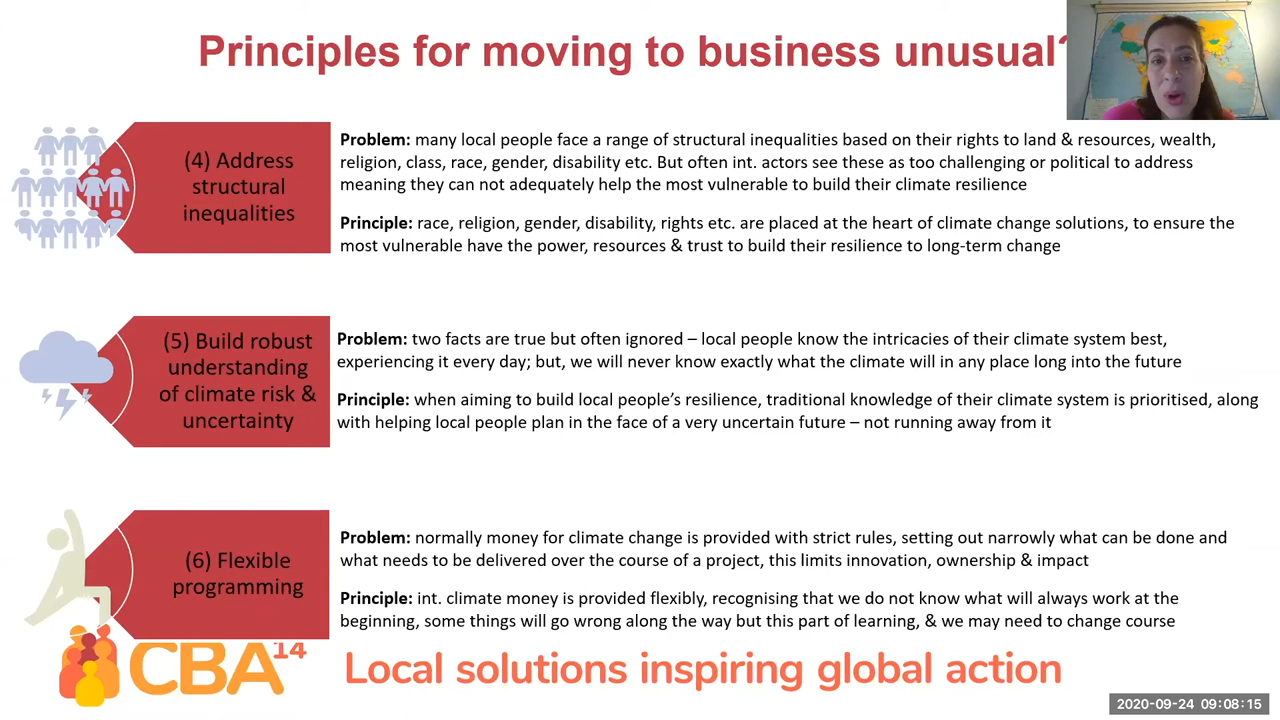 Principles for moving to business unusual?
(4) Address
structural
inequalities
Problem: many local people face a range of structural inequalities based on their rights to land & resources, wealth,
religion, class, race, gender, disability etc. But often int. actors see these as too challenging or political to address
meaning they can not adequately help the most vulnerable to build their climate resilience
Principle: race, religion, gender, disability, rights etc. are placed at the heart of climate change solutions, to ensure the
most vulnerable have the power, resources & trust to build their resilience to long-term change
(5) Build robust
understanding
of climate risk &
uncertainty
Problem: two facts are true but often ignored – local people know the intricacies of their climate system best,
experiencing it every day; but, we will never know exactly what the climate will in any place long into the future
Principle: when aiming to build local people’s resilience, traditional knowledge of their climate system is prioritised, along
with helping local people plan in the face of a very uncertain future – not running away from it
(6) Flexible
programming
Problem: normally money for climate change is provided with strict rules, setting out narrowly what can be done and
what needs to be delivered over the course of a project, this limits innovation, ownership & impact
Principle: int. climate money is provided flexibly, recognising that we do not know what will always work at the
beginning, some things will go wrong along the way but this part of learning, & we may need to change course
CBA14
Local solutions inspiring global action
2020-09-24 09:08:15